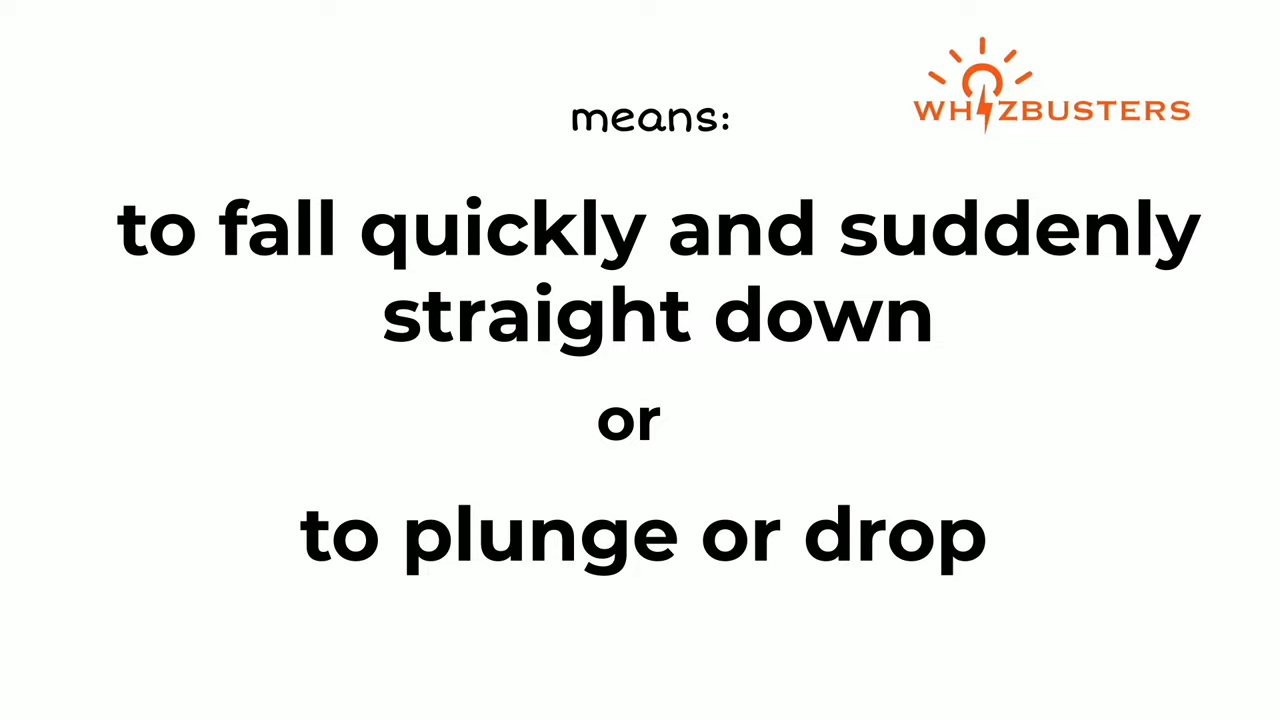 means:
WHIZBUSTERS
to fall quickly and suddenly
straight down
or
to plunge or drop